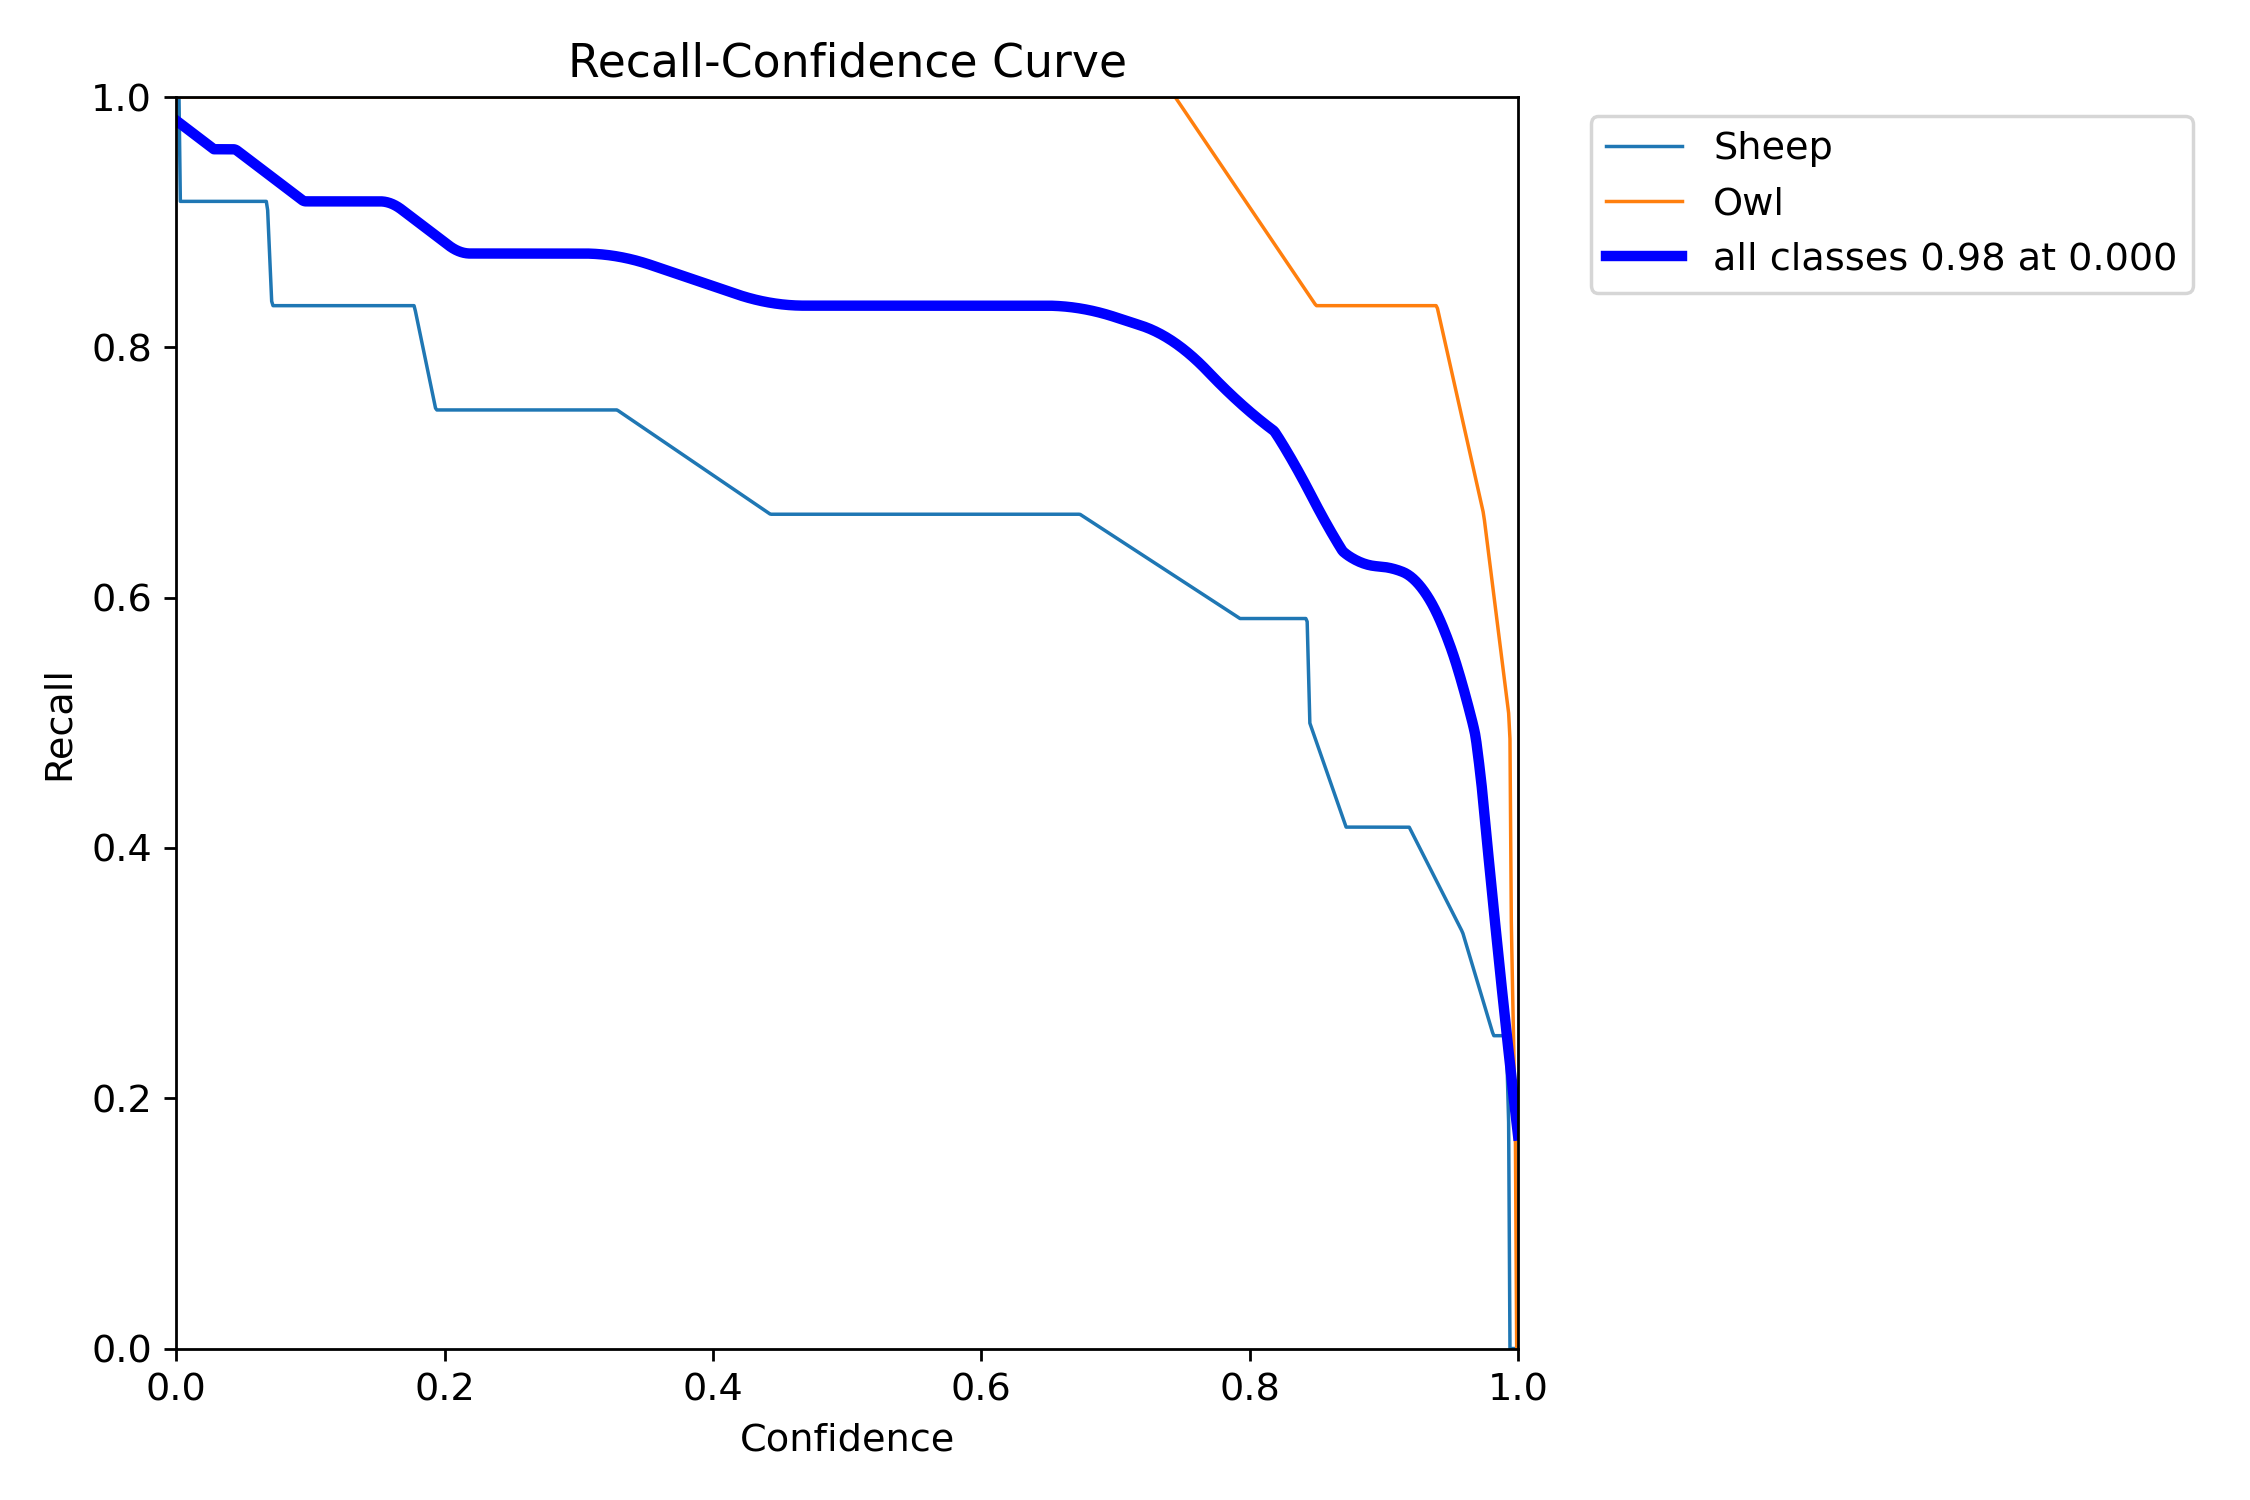 Recall-Confidence Curve
1.0
0.8
0.6
0.4
0.2
0.0
Recall
0.0 0.2 0.4 0.6 0.8 1.0
Confidence
Sheep
Owl
all classes 0.98 at 0.000